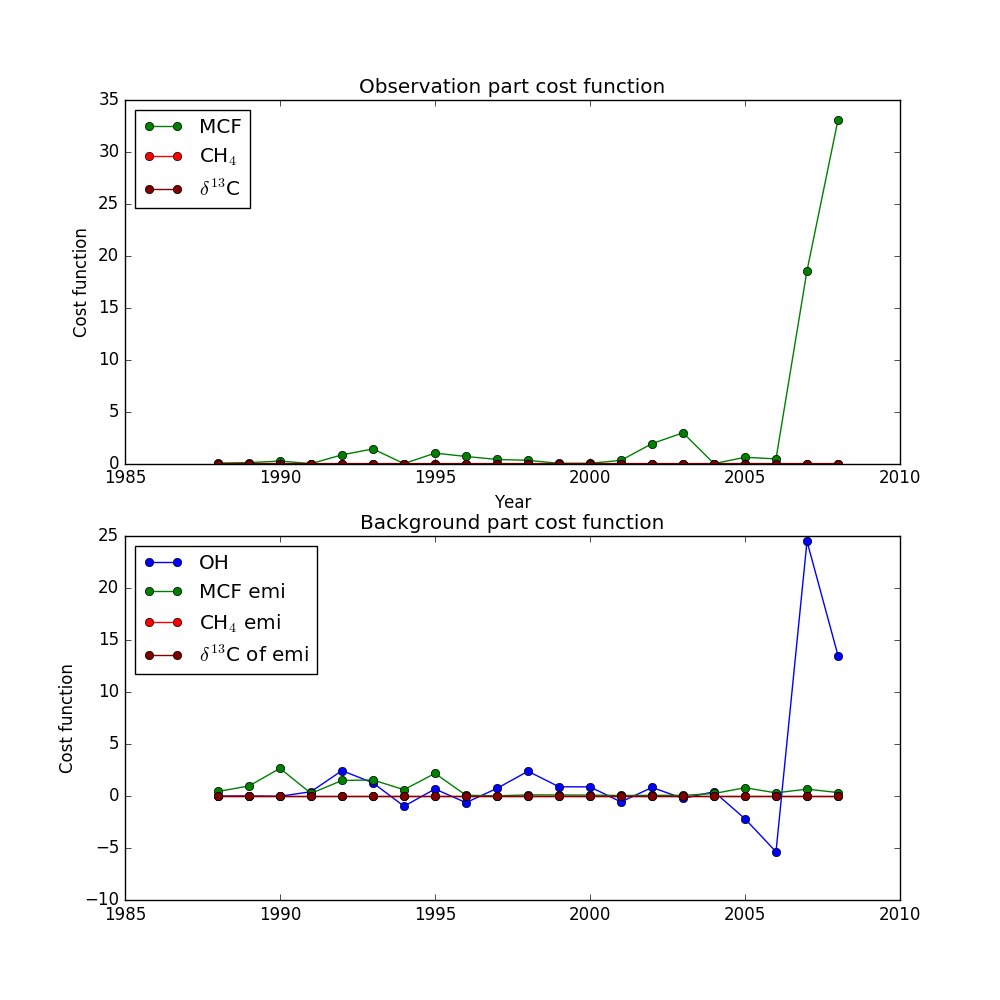 Observation part cost function
35
30
25
20
15
10
5
0
Cost function
MCF
CH₄
δ¹³C
1985 1990 1995 2000 2005 2010
Year
Background part cost function
25
20
15
10
5
0
−5
−10
Cost function
OH
MCF emi
CH₄ emi
δ¹³C of emi
1985 1990 1995 2000 2005 2010